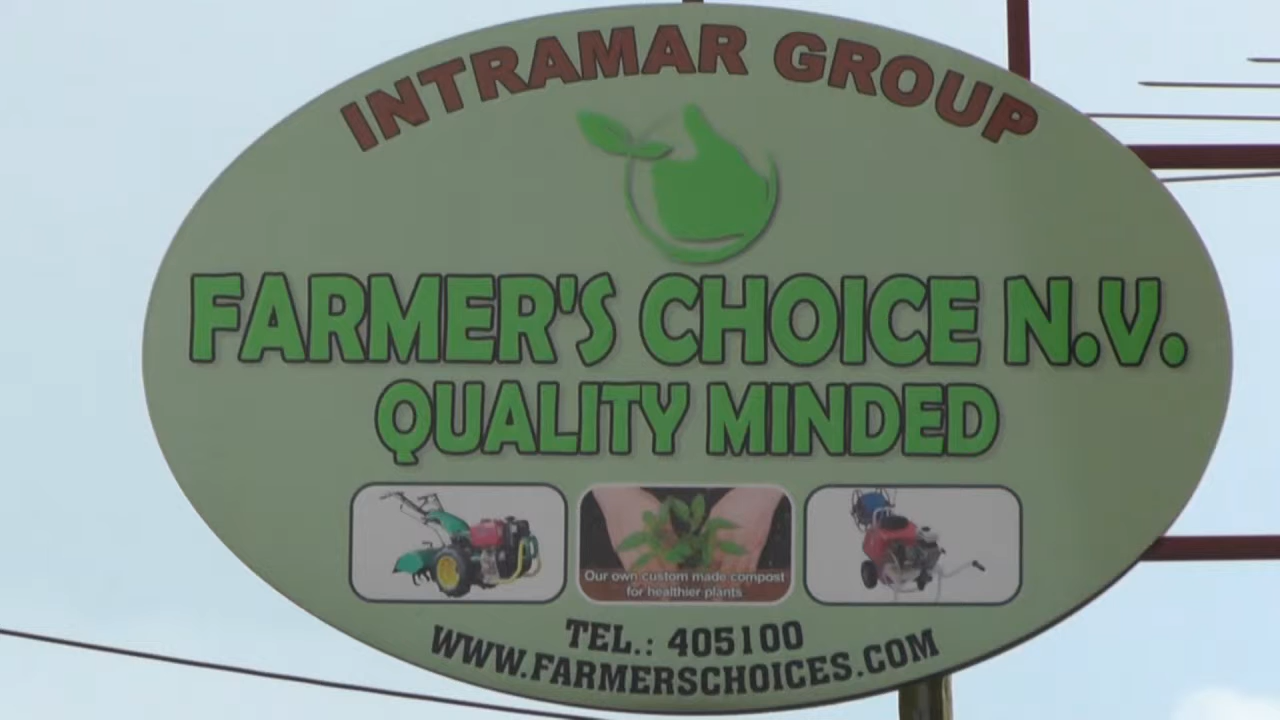 INTRAMAR GROUP
FARMER'S CHOICE N.V.
QUALITY MINDED
Our own custom made compost
for healthier plants
TEL.: 405100
WWW.FARMERSCHOICES.COM